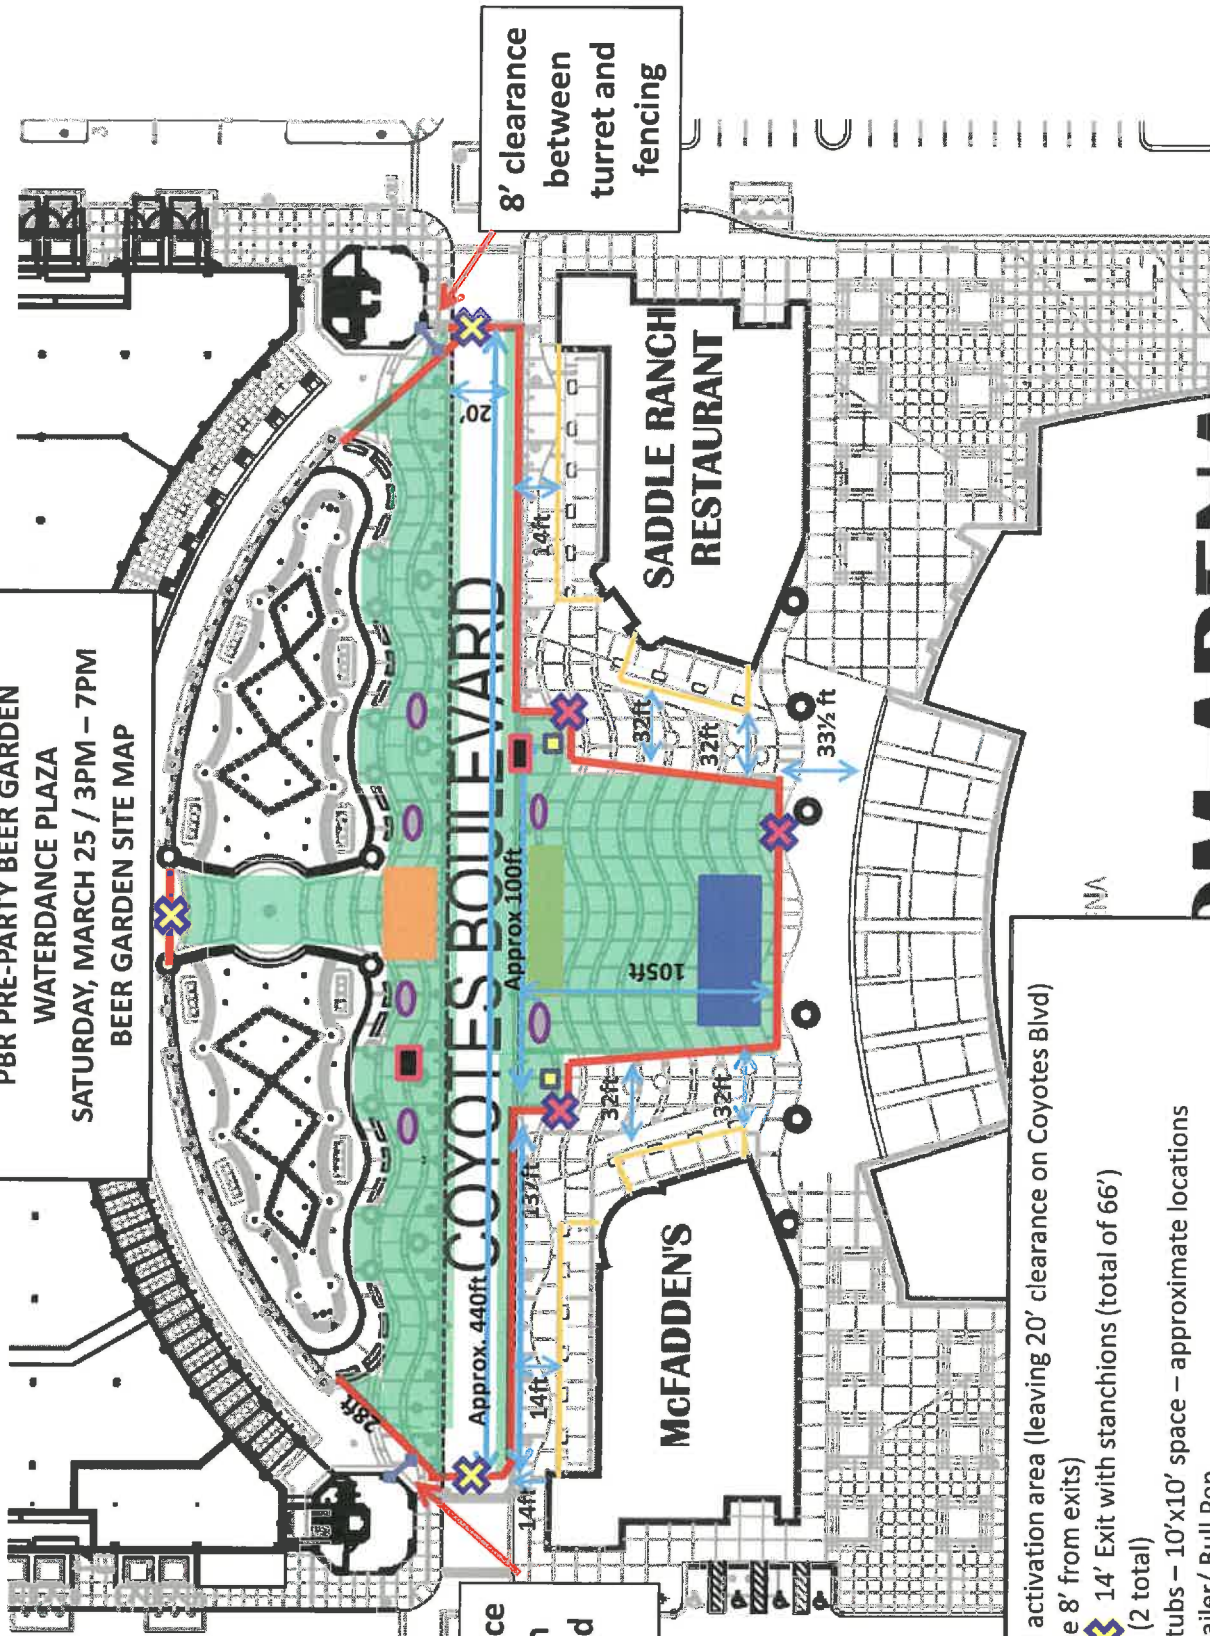 PBR PRE-PARTY BEER GARDEN
WATERDANCE PLAZA
SATURDAY, MARCH 25 / 3PM – 7PM
BEER GARDEN SITE MAP
8' clearance
between
turret and
fencing
20'
COYOTES BOULEVARD
Approx. 440ft
Approx 100ft
28ft
14ft
14ft
14ft
137ft
105ft
32ft
32ft
32ft
32ft
33½ ft
SADDLE RANCH
RESTAURANT
McFADDEN'S
activation area (leaving 20' clearance on Coyotes Blvd)
8' from exits)
14' Exit with stanchions (total of 66')
(2 total)
tubs – 10'x10' space – approximate locations
Bull Pen